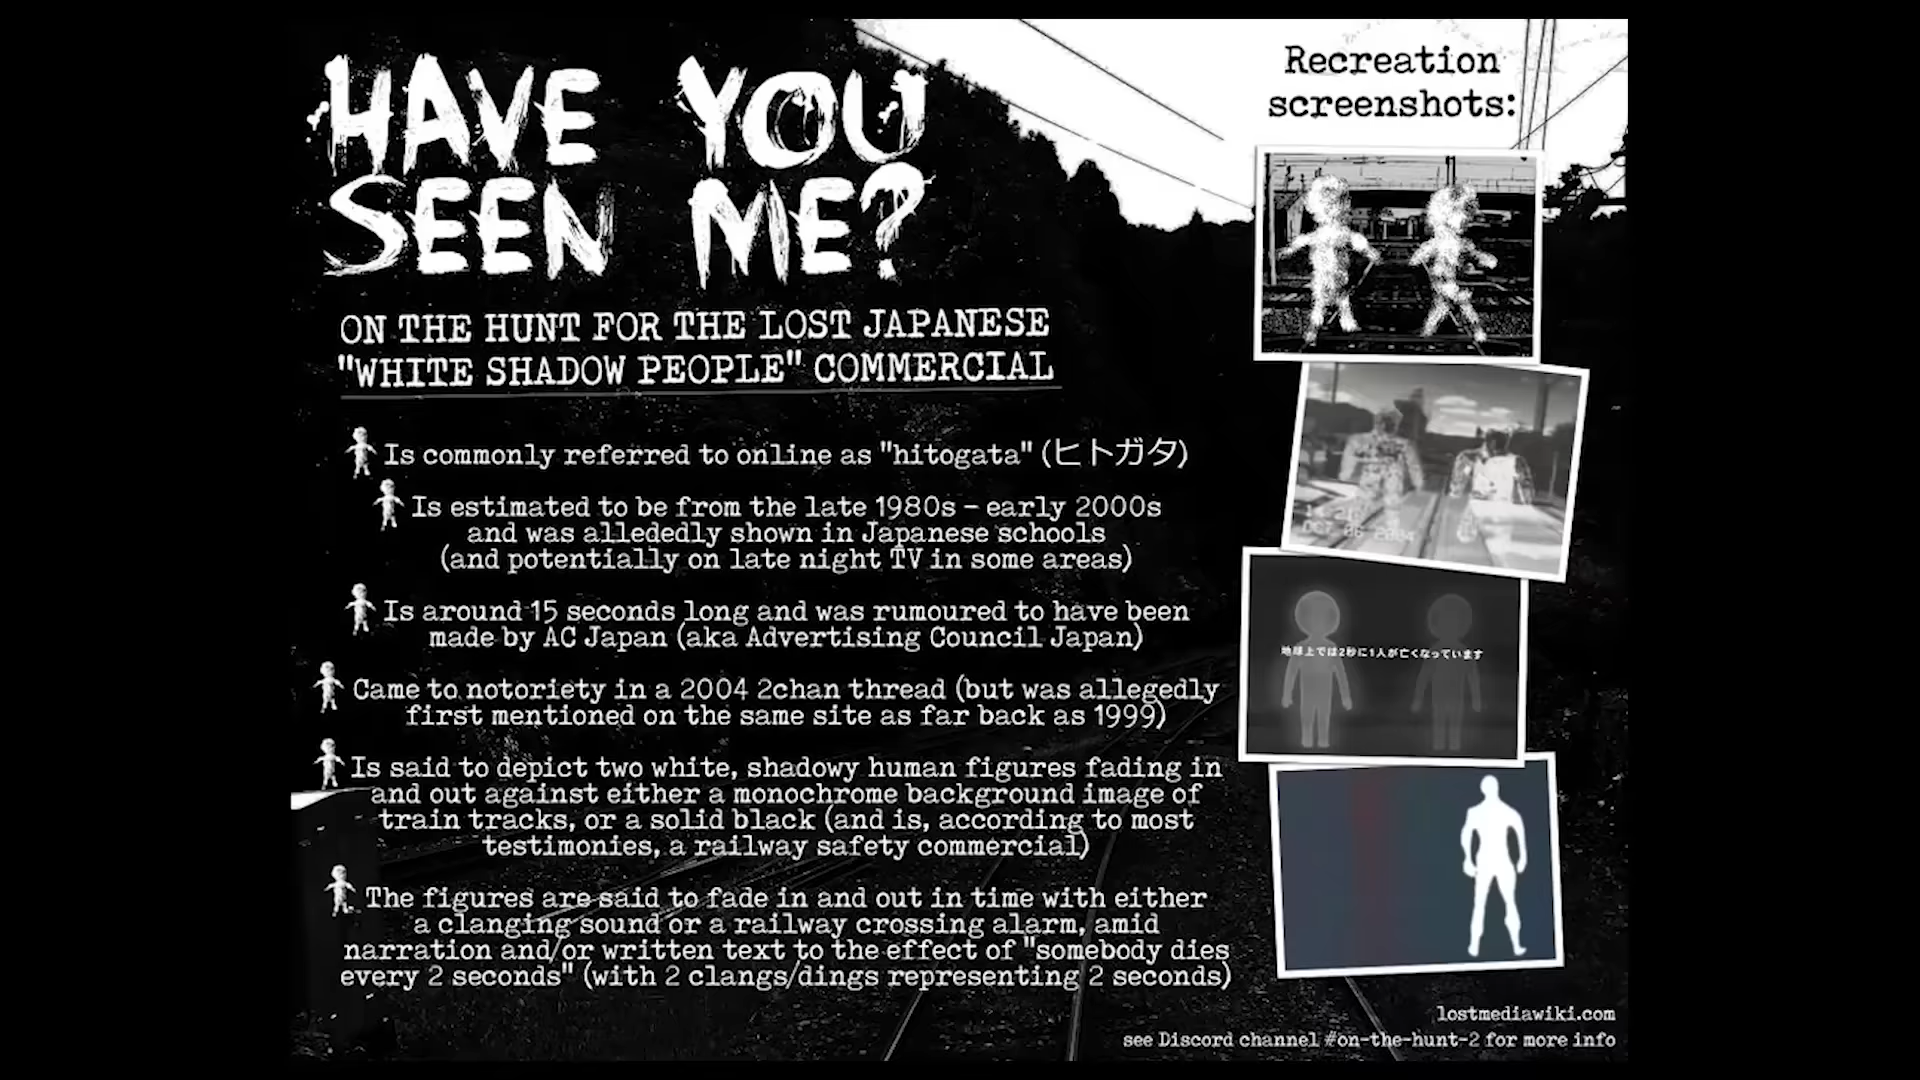 HAVE YOU
SEEN ME?
ON THE HUNT FOR THE LOST JAPANESE
"WHITE SHADOW PEOPLE" COMMERCIAL
Is commonly referred to online as "hitogata" (ヒトガタ)
Is estimated to be from the late 1980s – early 2000s
and was allededly shown in Japanese schools
(and potentially on late night TV in some areas)
Is around 15 seconds long and was rumoured to have been
made by AC Japan (aka Advertising Council Japan)
Came to notoriety in a 2004 2chan thread (but was allegedly
first mentioned on the same site as far back as 1999)
Is said to depict two white, shadowy human figures fading in
and out against either a monochrome background image of
train tracks, or a solid black (and is, according to most
testimonies, a railway safety commercial)
The figures are said to fade in and out in time with either
a clanging sound or a railway crossing alarm, amid
narration and/or written text to the effect of "somebody dies
every 2 seconds" (with 2 clangs/dings representing 2 seconds)
Recreation
screenshots:
OCT. 06 2004
地球上では2秒に1人が亡くなっています
lostmediawiki.com
see Discord channel #on-the-hunt-2 for more info